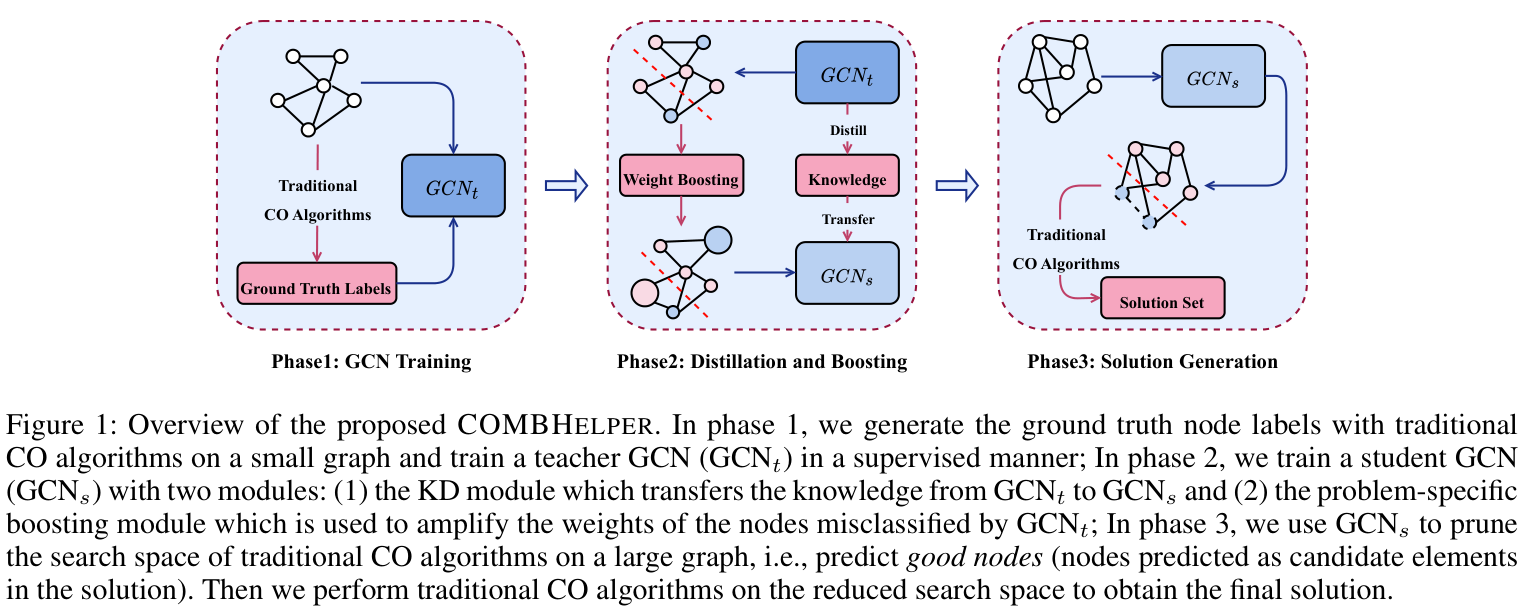 Traditional
CO Algorithms
GCN_t
Ground Truth Labels
Phase1: GCN Training
GCN_t
Distill
Weight Boosting
Knowledge
Transfer
GCN_s
Phase2: Distillation and Boosting
GCN_s
Traditional
CO Algorithms
Solution Set
Phase3: Solution Generation
Figure 1: Overview of the proposed COMBHELPER. In phase 1, we generate the ground truth node labels with traditional
CO algorithms on a small graph and train a teacher GCN (GCN_t) in a supervised manner; In phase 2, we train a student GCN
(GCN_s) with two modules: (1) the KD module which transfers the knowledge from GCN_t to GCN_s and (2) the problem-specific
boosting module which is used to amplify the weights of the nodes misclassified by GCN_t; In phase 3, we use GCN_s to prune
the search space of traditional CO algorithms on a large graph, i.e., predict good nodes (nodes predicted as candidate elements
in the solution). Then we perform traditional CO algorithms on the reduced search space to obtain the final solution.